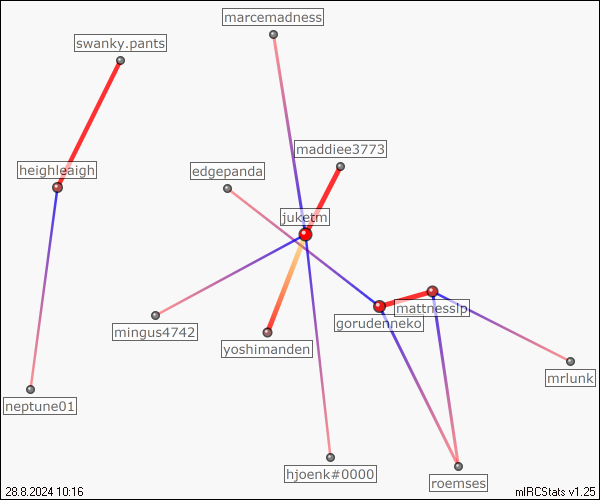 marcemadness
swanky.pants
maddiee3773
heighleaigh
edgepanda
juketm
mattnesslp
gorudenneko
mingus4742
yoshimanden
mrlunk
neptune01
hjoenk#0000
roemses
28.8.2024 10:16
mIRCStats v1.25